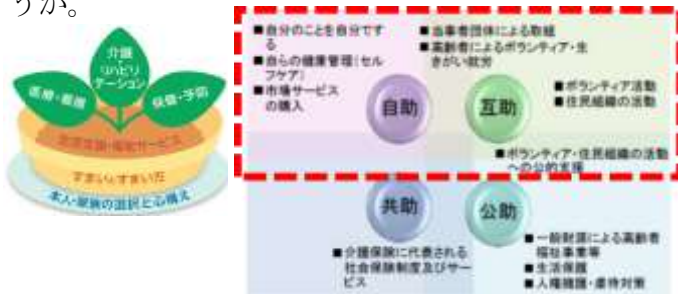 うか。
介護
リハビリ
テーション
医療・看護
保健・予防
生活支援・福祉サービス
すまいとすまい方
本人・家族の選択と心構え
■自分のことを自分です
る
■自らの健康管理(セル
フケア)
■市場サービス
の購入
■当事者団体による取組
■高齢者によるボランティア・生
きがい就労
自助
互助
■ボランティア活動
■住民組織の活動
■ボランティア・住民組織の活動
への公的支援
共助
公助
■介護保険に代表される
社会保険制度及びサー
ビス
■一般財源による高齢者
福祉事業等
■生活保護
■人権擁護・虐待対策